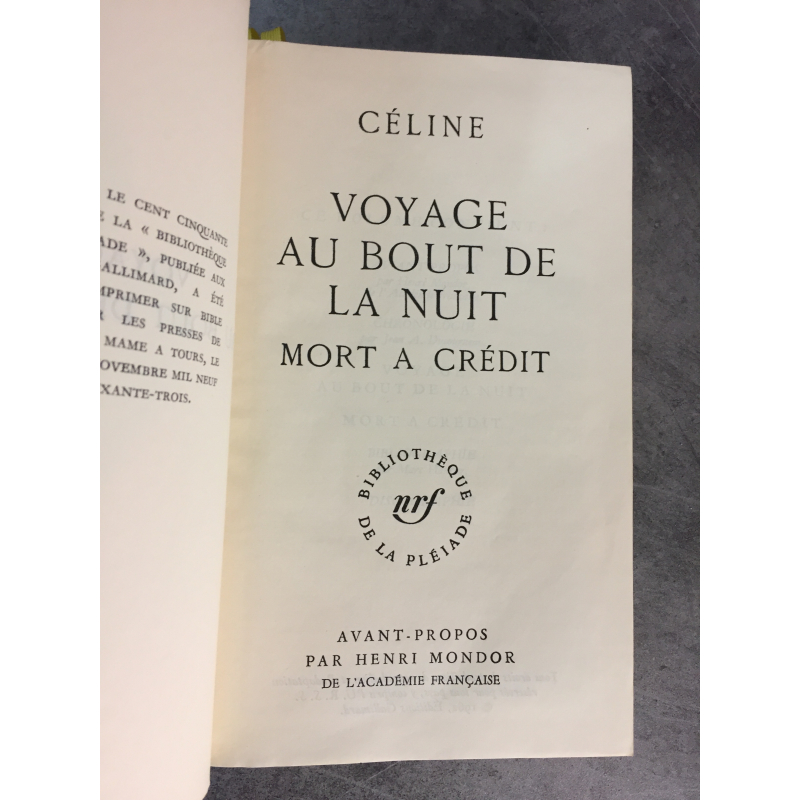 LE CENT CINQUANTE
LA « BIBLIOTHÈQUE
ADE », PUBLIÉE AUX
ALLIMARD, A ÉTÉ
MPRIMER SUR BIBLE
R LES PRESSES DE
MAME A TOURS, LE
OVEMBRE MIL NEUF
XANTE-TROIS.
CÉLINE
VOYAGE
AU BOUT DE
LA NUIT
MORT A CRÉDIT
BIBLIOTHÈQUE
nrf
DE LA PLÉIADE
AVANT-PROPOS
PAR HENRI MONDOR
DE L'ACADÉMIE FRANÇAISE